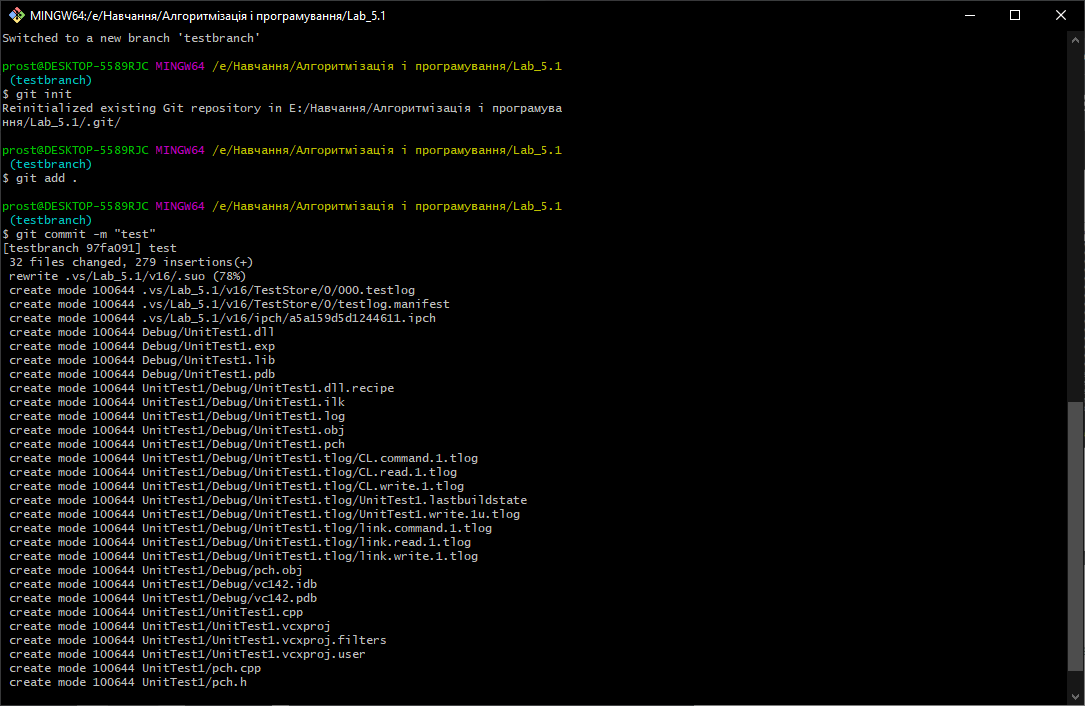 MINGW64:/e/Навчання/Алгоритмізація і програмування/Lab_5.1
Switched to a new branch 'testbranch'
prost@DESKTOP-5589RJC MINGW64 /e/Навчання/Алгоритмізація і програмування/Lab_5.1
(testbranch)
$ git init
Reinitialized existing Git repository in E:/Навчання/Алгоритмізація і програмува
ння/Lab_5.1/.git/
prost@DESKTOP-5589RJC MINGW64 /e/Навчання/Алгоритмізація і програмування/Lab_5.1
(testbranch)
$ git add .
prost@DESKTOP-5589RJC MINGW64 /e/Навчання/Алгоритмізація і програмування/Lab_5.1
(testbranch)
$ git commit -m "test"
[testbranch 97fa091] test
32 files changed, 279 insertions(+)
rewrite .vs/Lab_5.1/v16/.suo (78%)
create mode 100644 .vs/Lab_5.1/v16/TestStore/0/000.testlog
create mode 100644 .vs/Lab_5.1/v16/TestStore/0/testlog.manifest
create mode 100644 .vs/Lab_5.1/v16/ipch/a5a159d5d1244611.ipch
create mode 100644 Debug/UnitTest1.dll
create mode 100644 Debug/UnitTest1.exp
create mode 100644 Debug/UnitTest1.lib
create mode 100644 Debug/UnitTest1.pdb
create mode 100644 UnitTest1/Debug/UnitTest1.dll.recipe
create mode 100644 UnitTest1/Debug/UnitTest1.ilk
create mode 100644 UnitTest1/Debug/UnitTest1.log
create mode 100644 UnitTest1/Debug/UnitTest1.obj
create mode 100644 UnitTest1/Debug/UnitTest1.pch
create mode 100644 UnitTest1/Debug/UnitTest1.tlog/CL.command.1.tlog
create mode 100644 UnitTest1/Debug/UnitTest1.tlog/CL.read.1.tlog
create mode 100644 UnitTest1/Debug/UnitTest1.tlog/CL.write.1.tlog
create mode 100644 UnitTest1/Debug/UnitTest1.tlog/UnitTest1.lastbuildstate
create mode 100644 UnitTest1/Debug/UnitTest1.tlog/UnitTest1.write.1u.tlog
create mode 100644 UnitTest1/Debug/UnitTest1.tlog/link.command.1.tlog
create mode 100644 UnitTest1/Debug/UnitTest1.tlog/link.read.1.tlog
create mode 100644 UnitTest1/Debug/UnitTest1.tlog/link.write.1.tlog
create mode 100644 UnitTest1/Debug/pch.obj
create mode 100644 UnitTest1/Debug/vc142.idb
create mode 100644 UnitTest1/Debug/vc142.pdb
create mode 100644 UnitTest1/UnitTest1.cpp
create mode 100644 UnitTest1/UnitTest1.vcxproj
create mode 100644 UnitTest1/UnitTest1.vcxproj.filters
create mode 100644 UnitTest1/UnitTest1.vcxproj.user
create mode 100644 UnitTest1/pch.cpp
create mode 100644 UnitTest1/pch.h